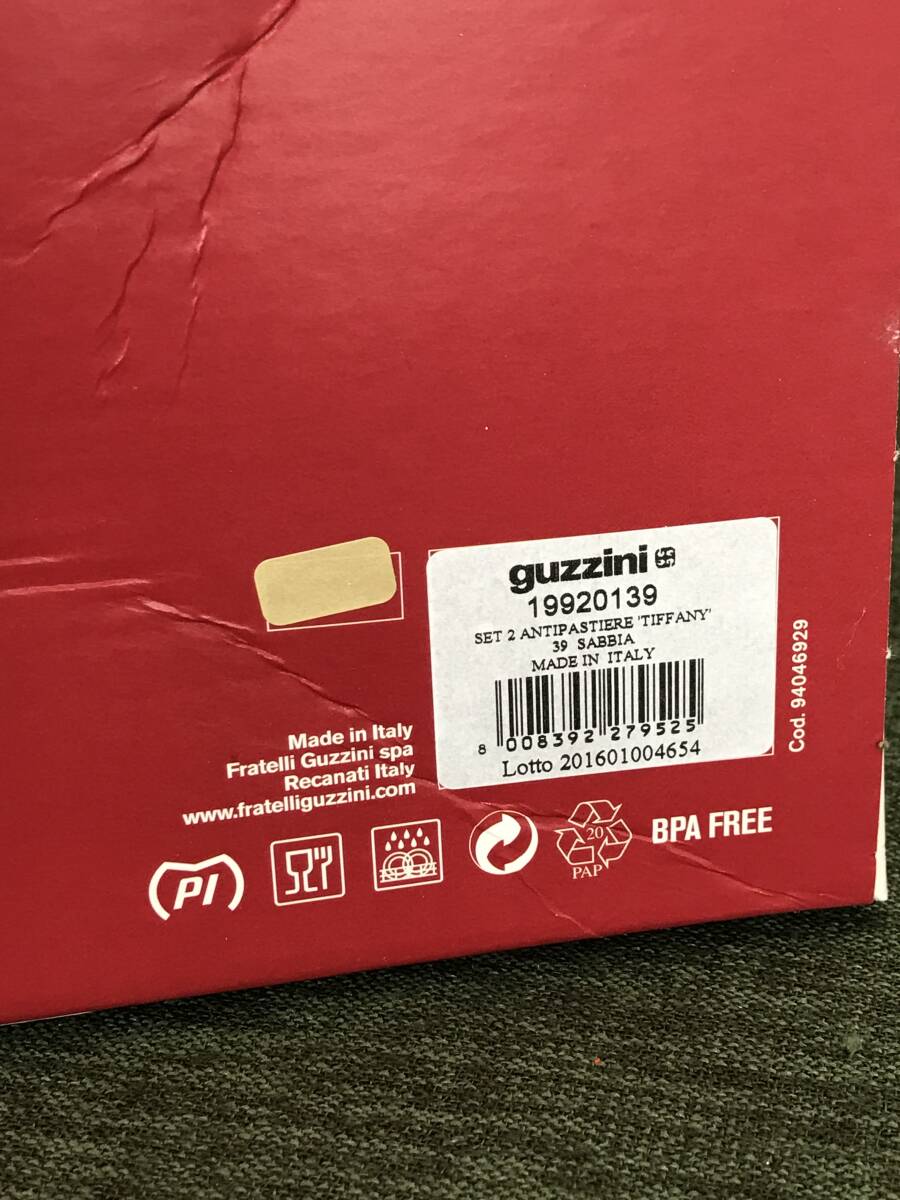 guzzini
19920139
SET 2 ANTIPASTIERE 'TIFFANY'
39 SABBIA
MADE IN ITALY
8 008392 279525
Lotto 201601004654
Cod. 94046929
Made in Italy
Fratelli Guzzini spa
Recanati Italy
www.fratelliguzzini.com
PI
20
PAP
BPA FREE